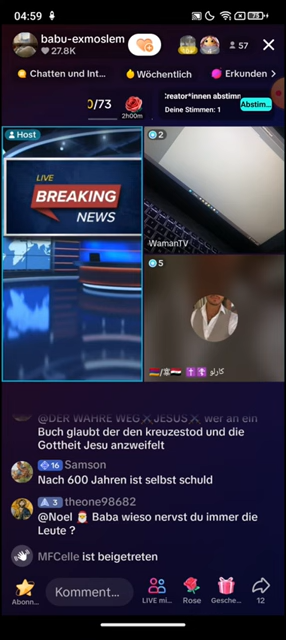 04:59
73
babu-exmoslem
27.8K
57
Chatten und Int...
Wöchentlich
Erkunden
0/73
2h00m
Creator*innen abstimm
Deine Stimmen: 1
Abstim...
Host
LIVE
BREAKING
NEWS
2
WamanTV
5
كارلو
@DER WAHRE WEG✕JESUS✕ wer an ein
Buch glaubt der den kreuzestod und die
Gottheit Jesu anzweifelt
16 Samson
Nach 600 Jahren ist selbst schuld
3 theone98682
@Noel 🎅 Baba wieso nervst du immer die
Leute ?
MFCelle ist beigetreten
Abonn...
Komment...
LIVE mi...
Rose
Gesche...
12